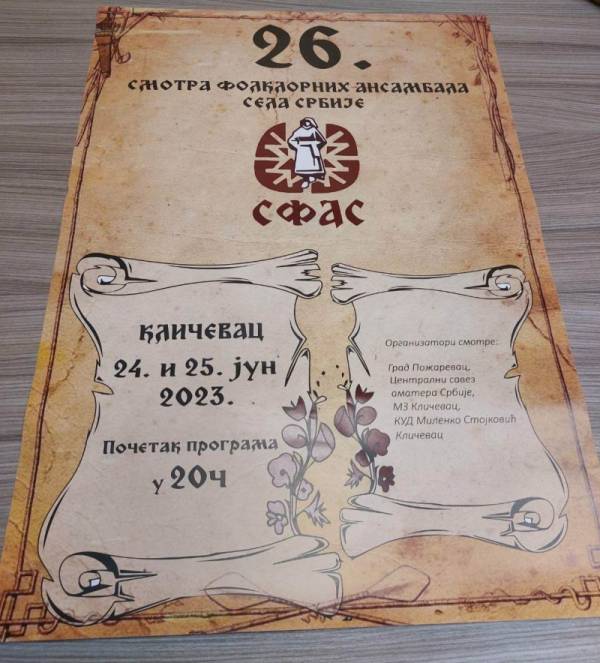 26.
СМОТРА ФОЛКЛОРНИХ АНСАМБАЛА
СЕЛА СРБИЈЕ
СФАС
КЛИЧЕВАЦ
24. и 25. јун
2023.
Почетак програма
у 20ч
Организатори смотре:
Град Пожаревац,
Централни савез
аматера Србије,
МЗ Кличевац,
КУД Миленко Стојковић
Кличевац